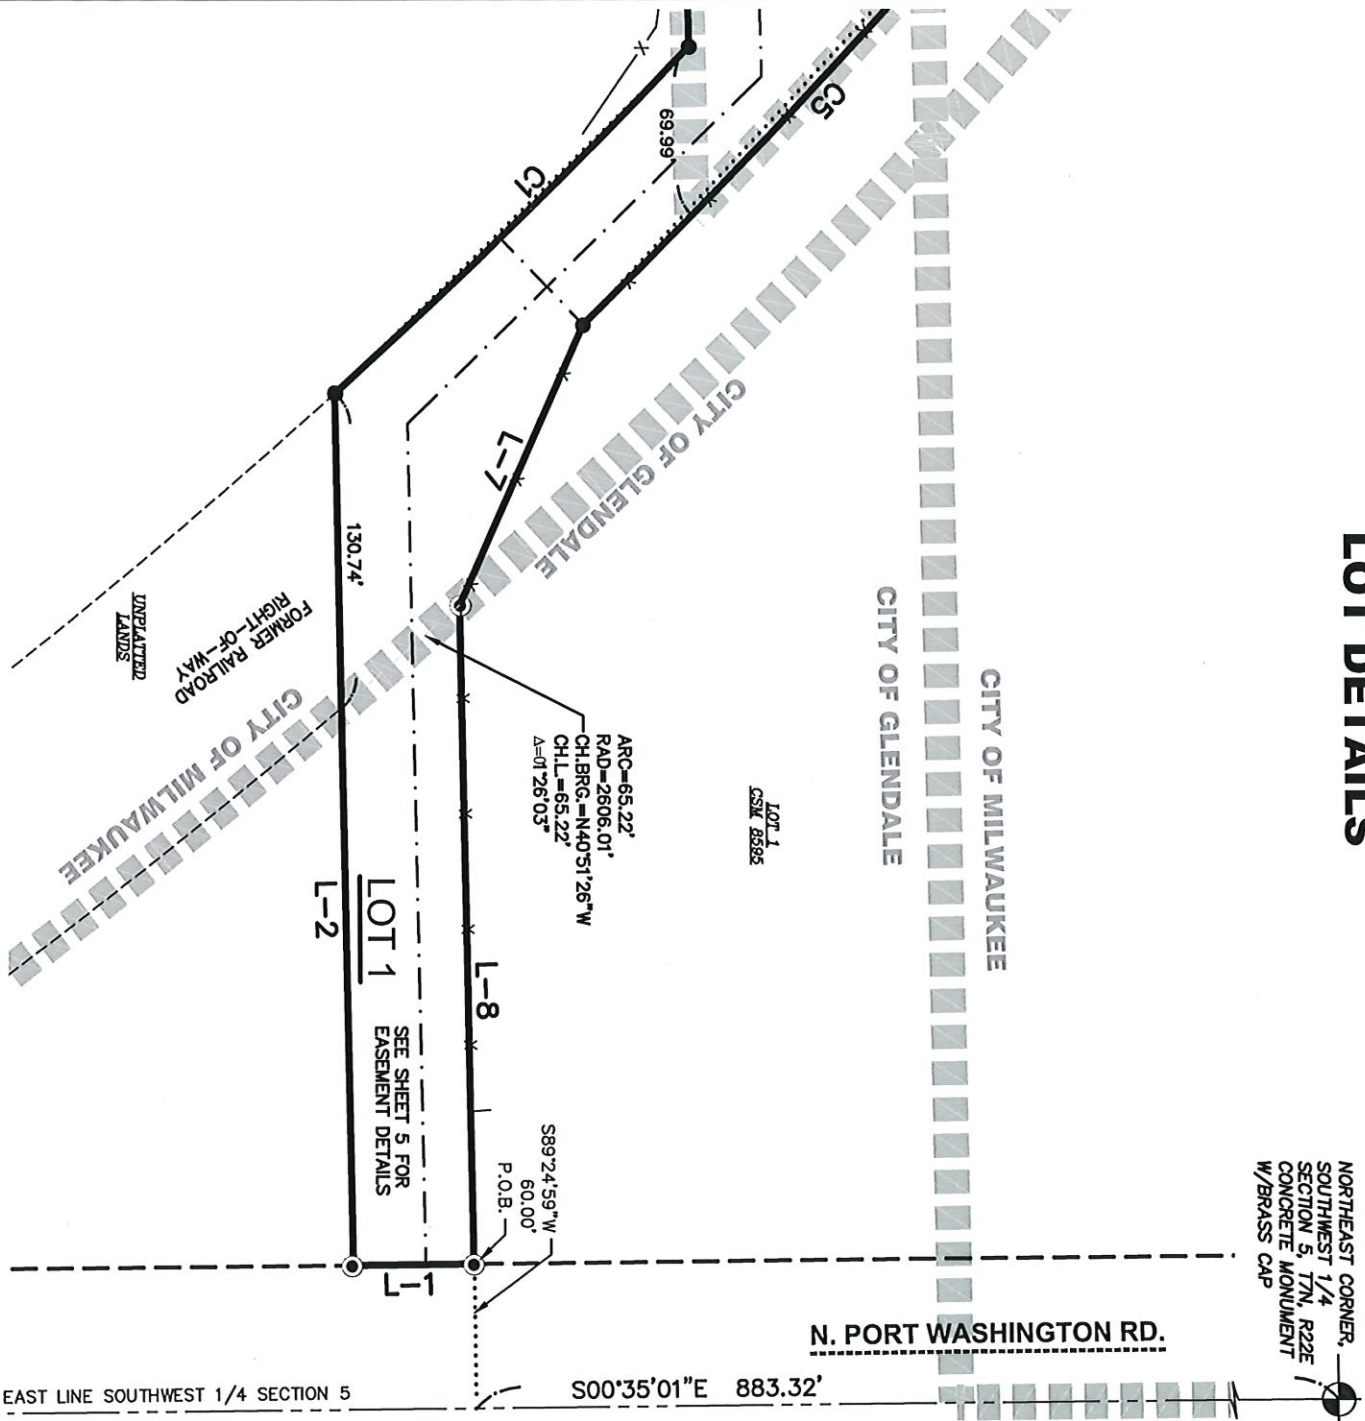 LOT DETAILS
NORTHEAST CORNER,
SOUTHWEST 1/4
SECTION 5, T7N, R22E
CONCRETE MONUMENT
W/BRASS CAP
CITY OF MILWAUKEE
CITY OF GLENDALE
LOT 1
CSM 8595
C5
69.99'
C1
CITY OF GLENDALE
L-7
ARC=65.22'
RAD=2606.01'
CH.BRG.=N40°51'26"W
CH.L.=65.22'
Δ=01°26'03"
130.74'
FORMER RAILROAD
RIGHT-OF-WAY
UNPLATTED
LANDS
CITY OF MILWAUKEE
L-8
LOT 1
L-2
SEE SHEET 5 FOR
EASEMENT DETAILS
S89°24'59"W
60.00'
P.O.B.
L-1
N. PORT WASHINGTON RD.
EAST LINE SOUTHWEST 1/4 SECTION 5
S00°35'01"E 883.32'